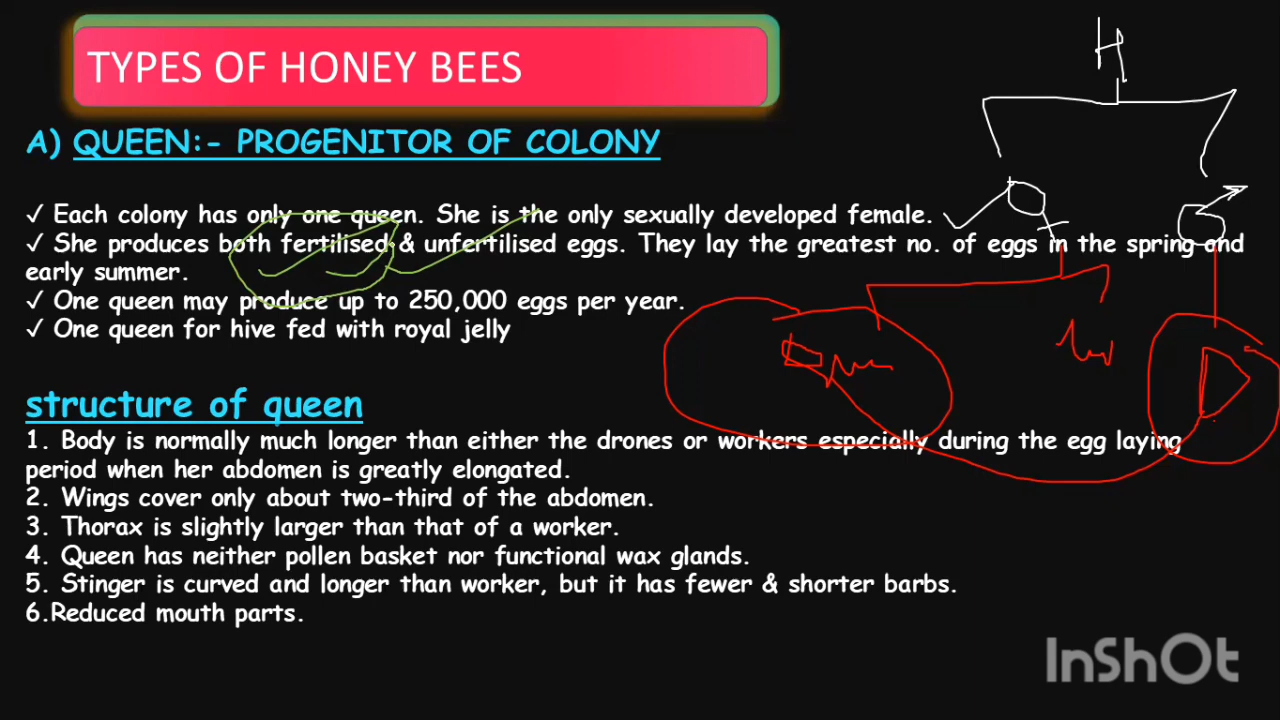 TYPES OF HONEY BEES
H
A) QUEEN:- PROGENITOR OF COLONY
✓ Each colony has only one queen. She is the only sexually developed female.
✓ She produces both fertilised & unfertilised eggs. They lay the greatest no. of eggs in the spring and
early summer.
✓ One queen may produce up to 250,000 eggs per year.
✓ One queen for hive fed with royal jelly
D
structure of queen
1. Body is normally much longer than either the drones or workers especially during the egg laying
period when her abdomen is greatly elongated.
2. Wings cover only about two-third of the abdomen.
3. Thorax is slightly larger than that of a worker.
4. Queen has neither pollen basket nor functional wax glands.
5. Stinger is curved and longer than worker, but it has fewer & shorter barbs.
6.Reduced mouth parts.
InShOt